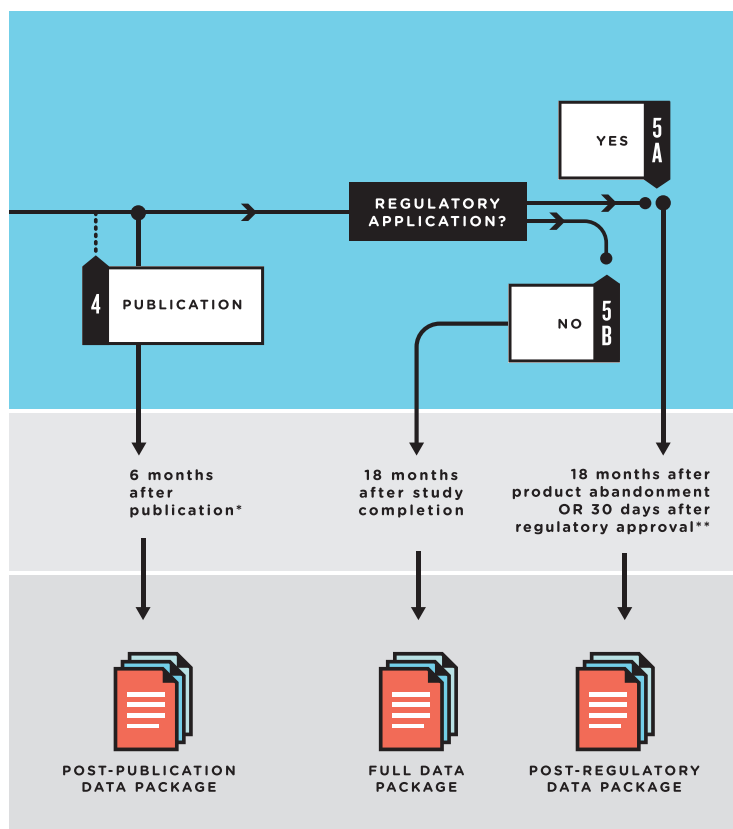 YES
5
A
REGULATORY
APPLICATION?
4
PUBLICATION
NO
5
B
6 months
after
publication*
18 months
after study
completion
18 months after
product abandonment
OR 30 days after
regulatory approval**
POST-PUBLICATION
DATA PACKAGE
FULL DATA
PACKAGE
POST-REGULATORY
DATA PACKAGE